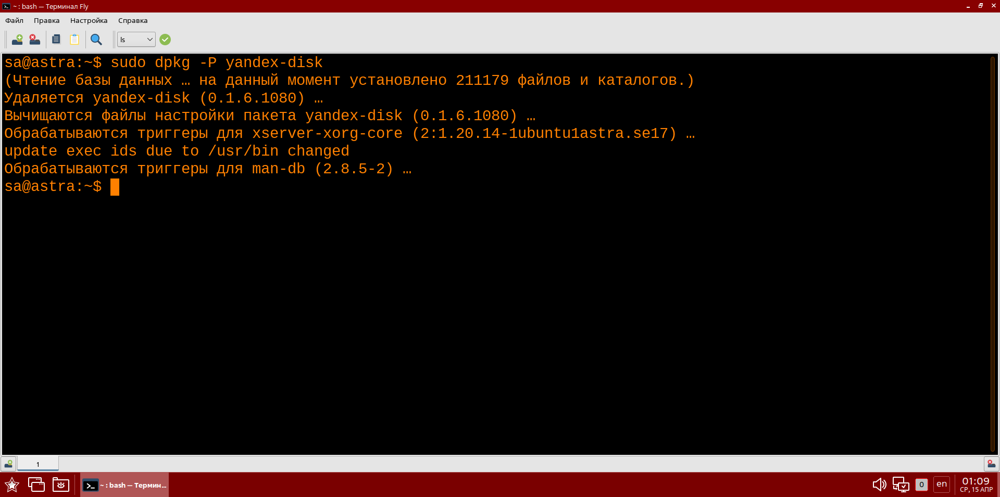 ~ : bash — Терминал Fly
Файл Правка Настройка Справка
ls
sa@astra:~$ sudo dpkg -P yandex-disk
(Чтение базы данных … на данный момент установлено 211179 файлов и каталогов.)
Удаляется yandex-disk (0.1.6.1080) …
Вычищаются файлы настройки пакета yandex-disk (0.1.6.1080) …
Обрабатываются триггеры для xserver-xorg-core (2:1.20.14-1ubuntu1astra.se17) …
update exec ids due to /usr/bin changed
Обрабатываются триггеры для man-db (2.8.5-2) …
sa@astra:~$
1
~ : bash — Термин...
0
en
01:09
СР, 15 АПР